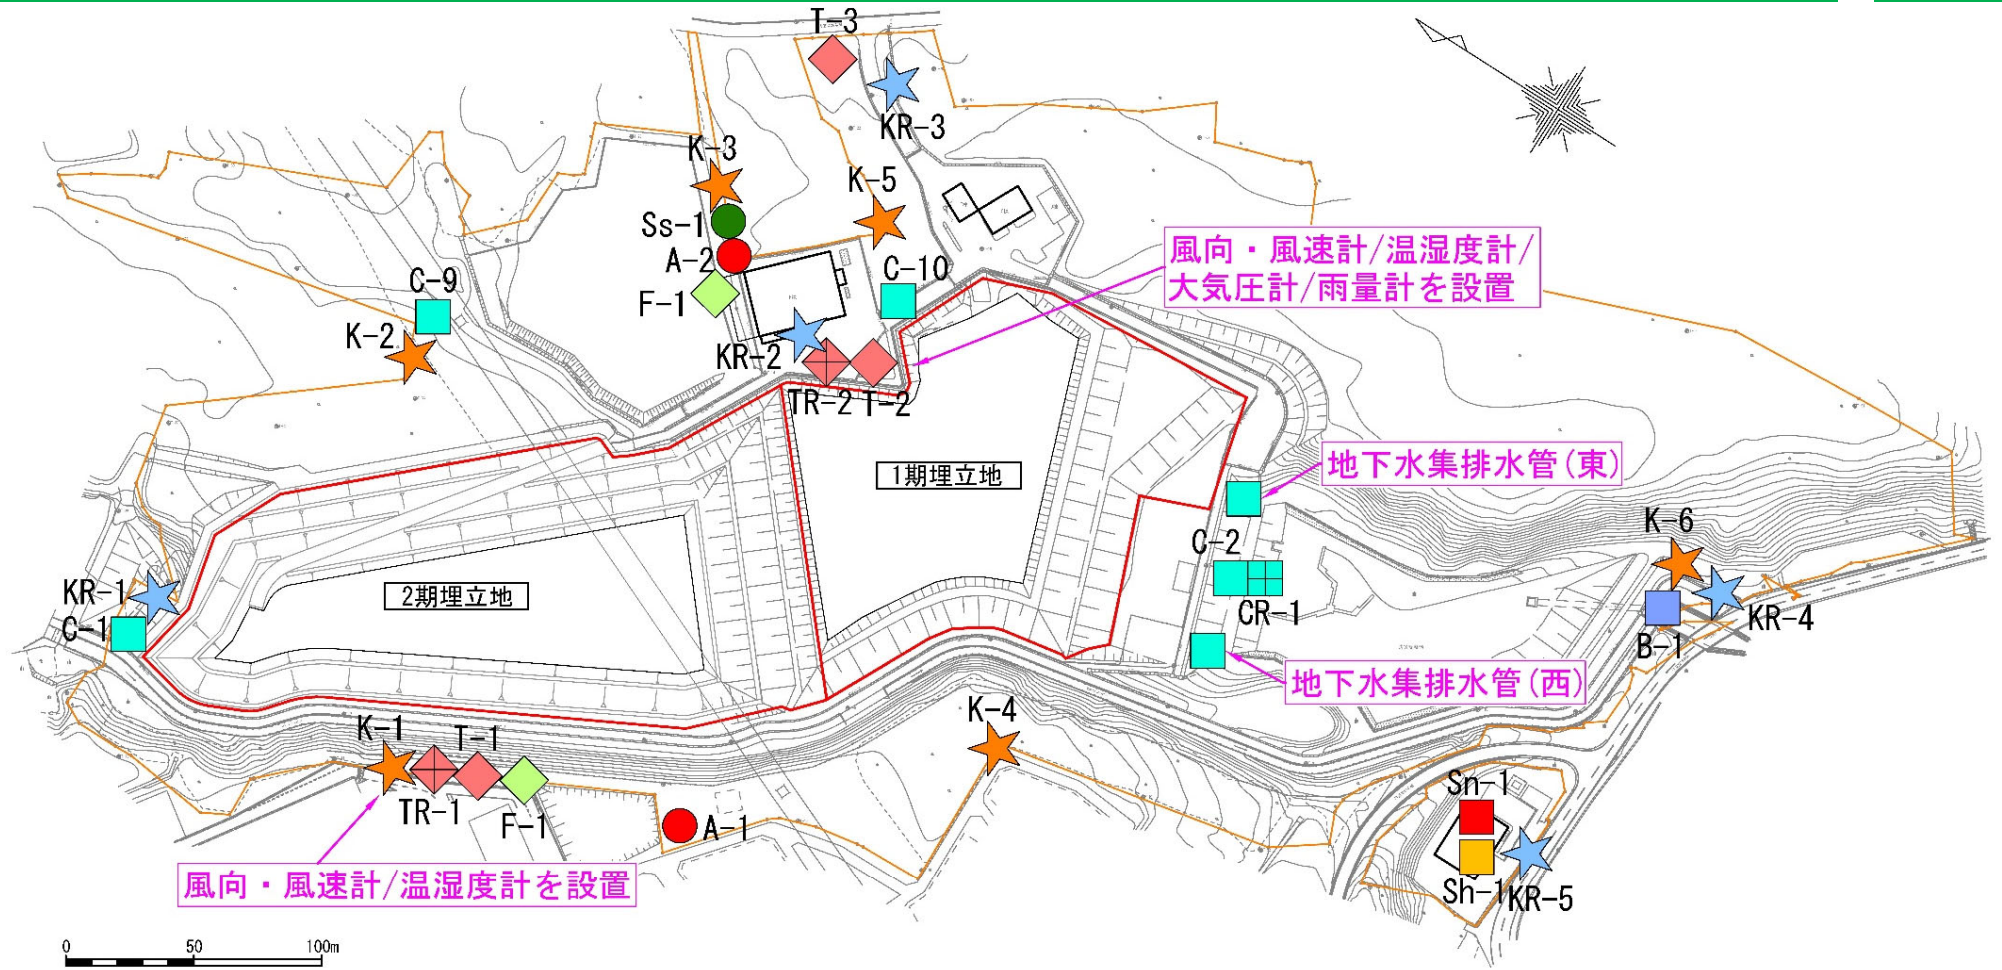 T-3
KR-3
K-3
K-5
Ss-1
A-2
F-1
C-10
風向・風速計/温湿度計/
大気圧計/雨量計を設置
C-9
K-2
KR-2
TR-2
T-2
1期埋立地
地下水集排水管(東)
C-2
K-6
CR-1
2期埋立地
KR-1
C-1
B-1
KR-4
地下水集排水管(西)
K-4
K-1
T-1
TR-1
F-1
A-1
Sn-1
Sh-1
KR-5
風向・風速計/温湿度計を設置
0 50 100m